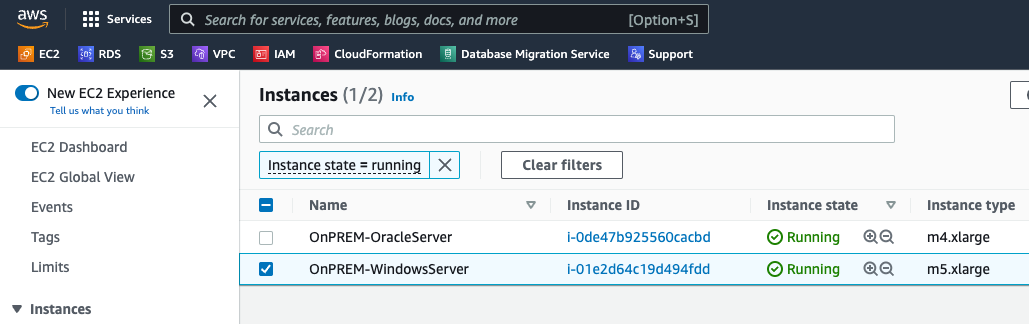 aws Services Search for services, features, blogs, docs, and more [Option+S]
EC2 RDS S3 VPC IAM CloudFormation Database Migration Service Support
New EC2 Experience
Tell us what you think
EC2 Dashboard
EC2 Global View
Events
Tags
Limits
Instances
Instances (1/2) Info
Search
Instance state = running Clear filters
Name Instance ID Instance state Instance type
OnPREM-OracleServer i-0de47b925560cacbd Running m4.xlarge
OnPREM-WindowsServer i-01e2d64c19d494fdd Running m5.xlarge